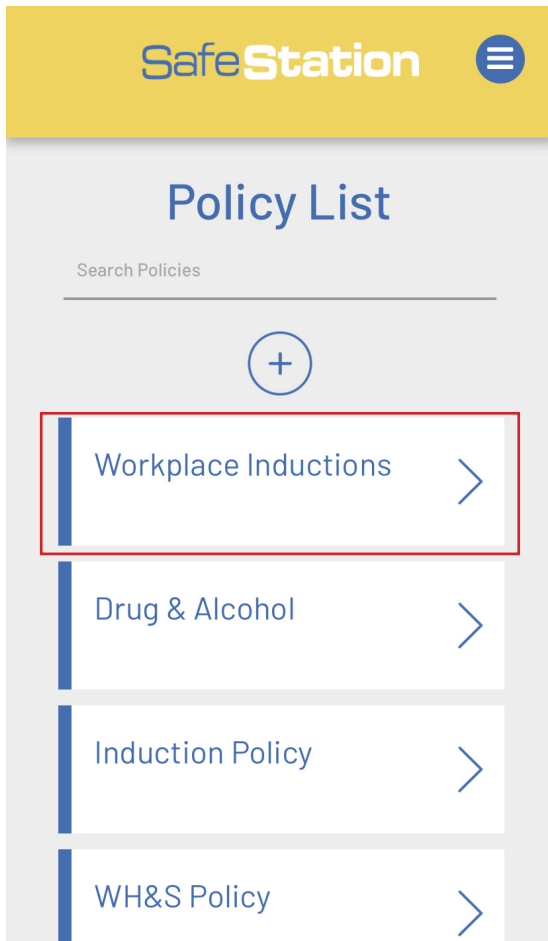 SafeStation
Policy List
Search Policies
Workplace Inductions
Drug & Alcohol
Induction Policy
WH&S Policy